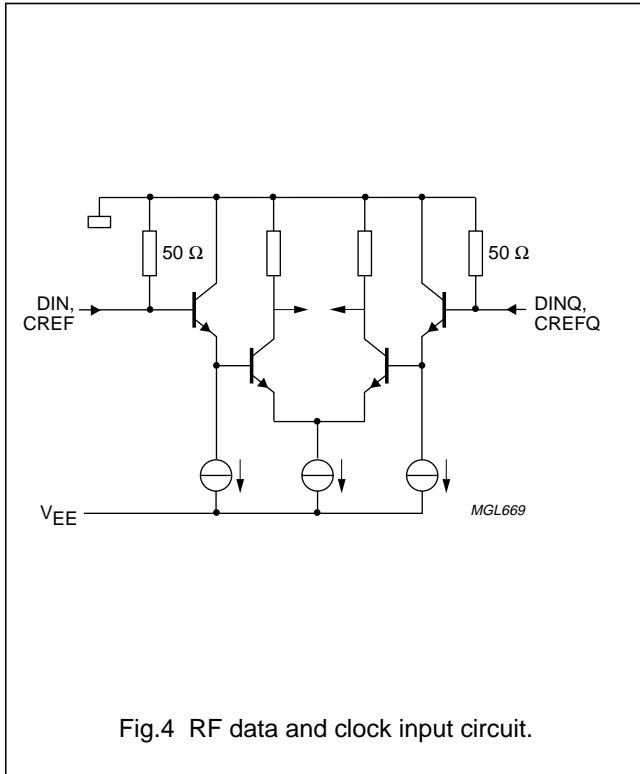 50 Ω
50 Ω
DIN,
CREF
DINQ,
CREFQ
VEE
MGL669
Fig.4 RF data and clock input circuit.